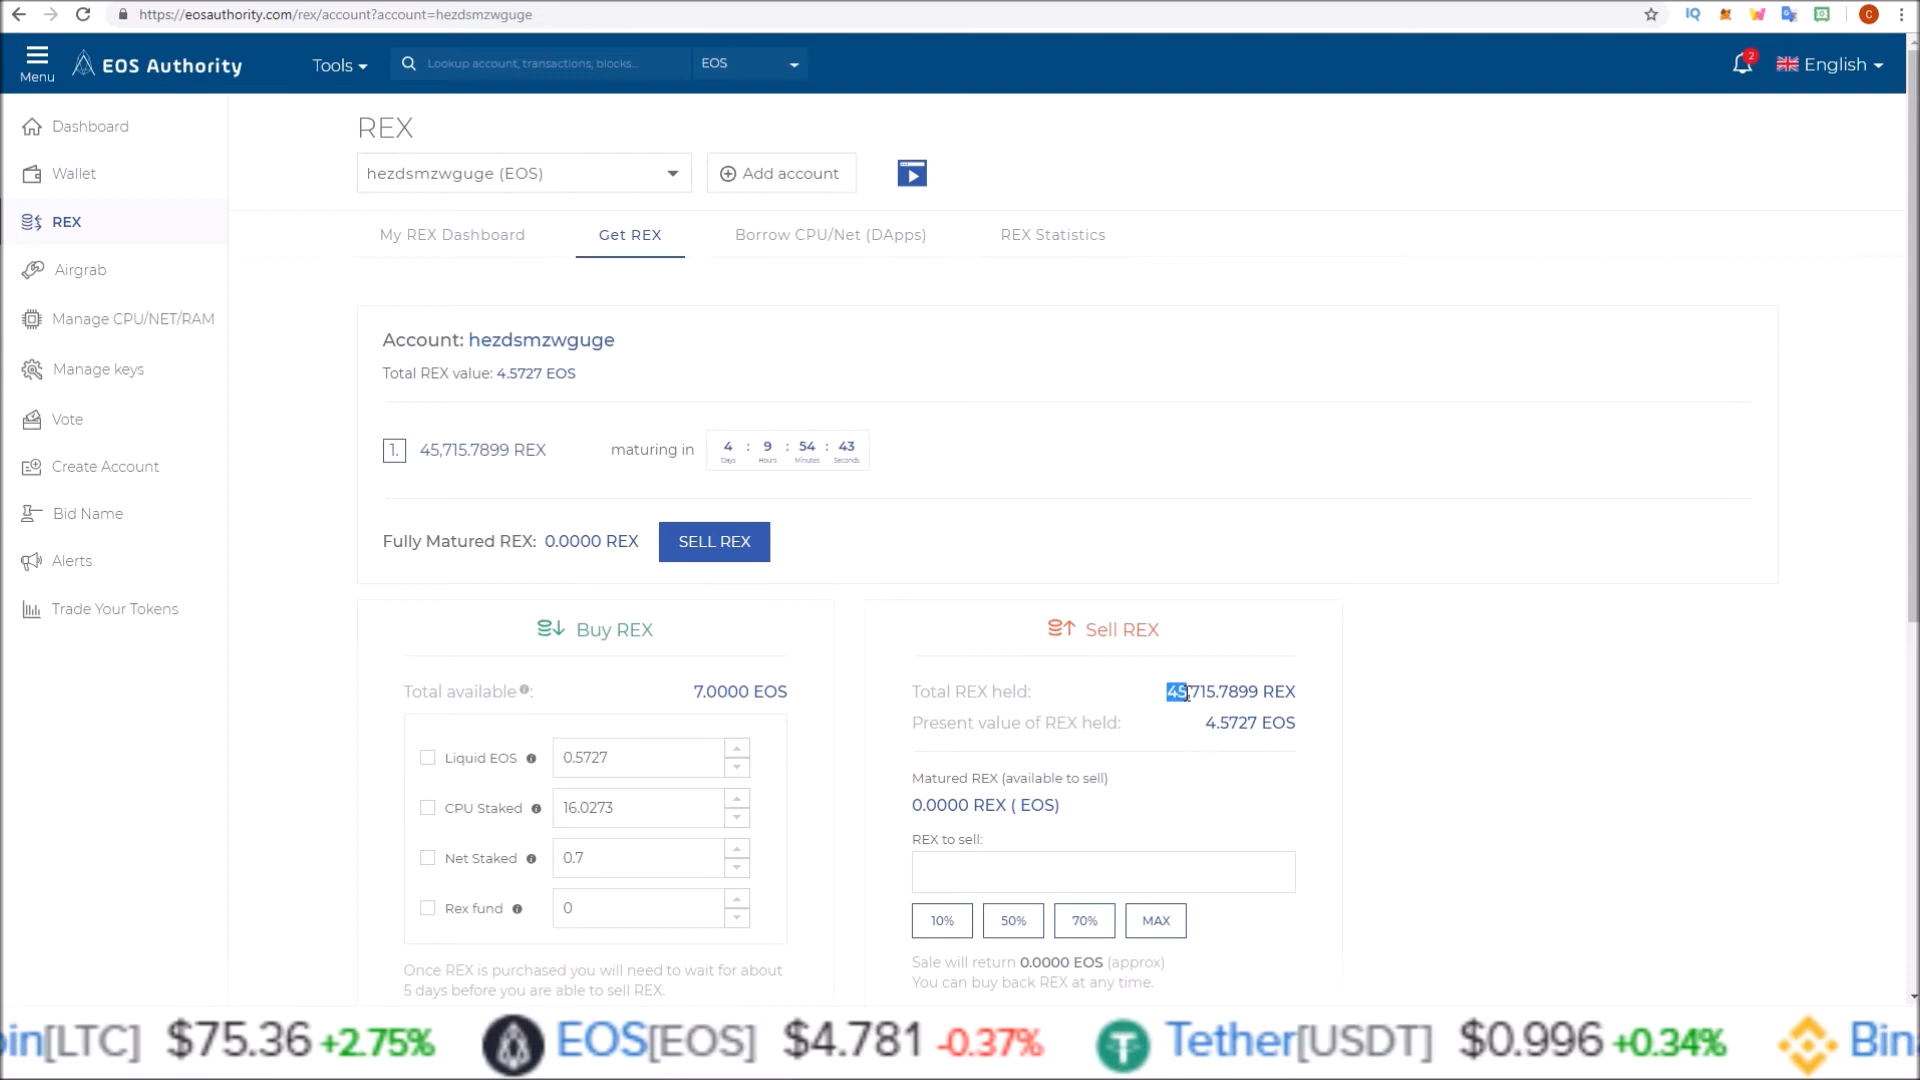 https://eosauthority.com/rex/account?account=hezdsmzwguge
IQ
C
Menu
EOS Authority
Tools
Lookup account, transactions, blocks...
EOS
2
English
Dashboard
Wallet
REX
Airgrab
Manage CPU/NET/RAM
Manage keys
Vote
Create Account
Bid Name
Alerts
Trade Your Tokens
REX
hezdsmzwguge (EOS)
Add account
My REX Dashboard
Get REX
Borrow CPU/Net (DApps)
REX Statistics
Account: hezdsmzwguge
Total REX value: 4.5727 EOS
1. 45,715.7899 REX maturing in 4 : 9 : 54 : 43
Days Hours Minutes Seconds
Fully Matured REX: 0.0000 REX SELL REX
Buy REX
Total available : 7.0000 EOS
Liquid EOS 0.5727
CPU Staked 16.0273
Net Staked 0.7
Rex fund 0
Once REX is purchased you will need to wait for about
5 days before you are able to sell REX.
Sell REX
Total REX held: 45,715.7899 REX
Present value of REX held: 4.5727 EOS
Matured REX (available to sell)
0.0000 REX ( EOS)
REX to sell:
10% 50% 70% MAX
Sale will return 0.0000 EOS (approx)
You can buy back REX at any time.
in[LTC] $75.36 +2.75% EOS[EOS] $4.781 -0.37% Tether[USDT] $0.996 +0.34% Bin